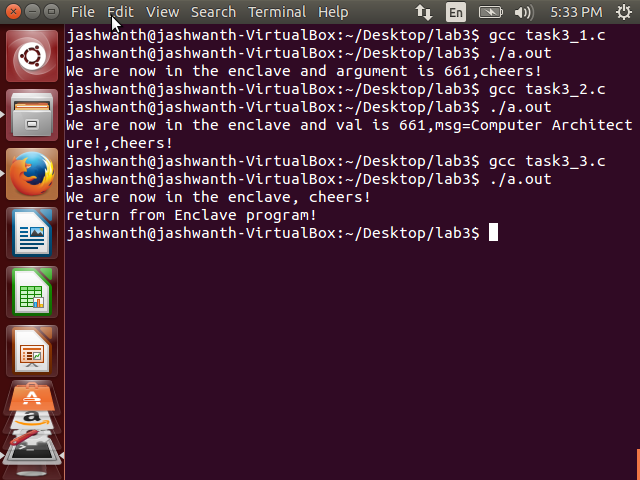 File Edit View Search Terminal Help En 5:33 PM
jashwanth@jashwanth-VirtualBox:~/Desktop/lab3$ gcc task3_1.c
jashwanth@jashwanth-VirtualBox:~/Desktop/lab3$ ./a.out
We are now in the enclave and argument is 661,cheers!
jashwanth@jashwanth-VirtualBox:~/Desktop/lab3$ gcc task3_2.c
jashwanth@jashwanth-VirtualBox:~/Desktop/lab3$ ./a.out
We are now in the enclave and val is 661,msg=Computer Architect
ure!,cheers!
jashwanth@jashwanth-VirtualBox:~/Desktop/lab3$ gcc task3_3.c
jashwanth@jashwanth-VirtualBox:~/Desktop/lab3$ ./a.out
We are now in the enclave, cheers!
return from Enclave program!
jashwanth@jashwanth-VirtualBox:~/Desktop/lab3$